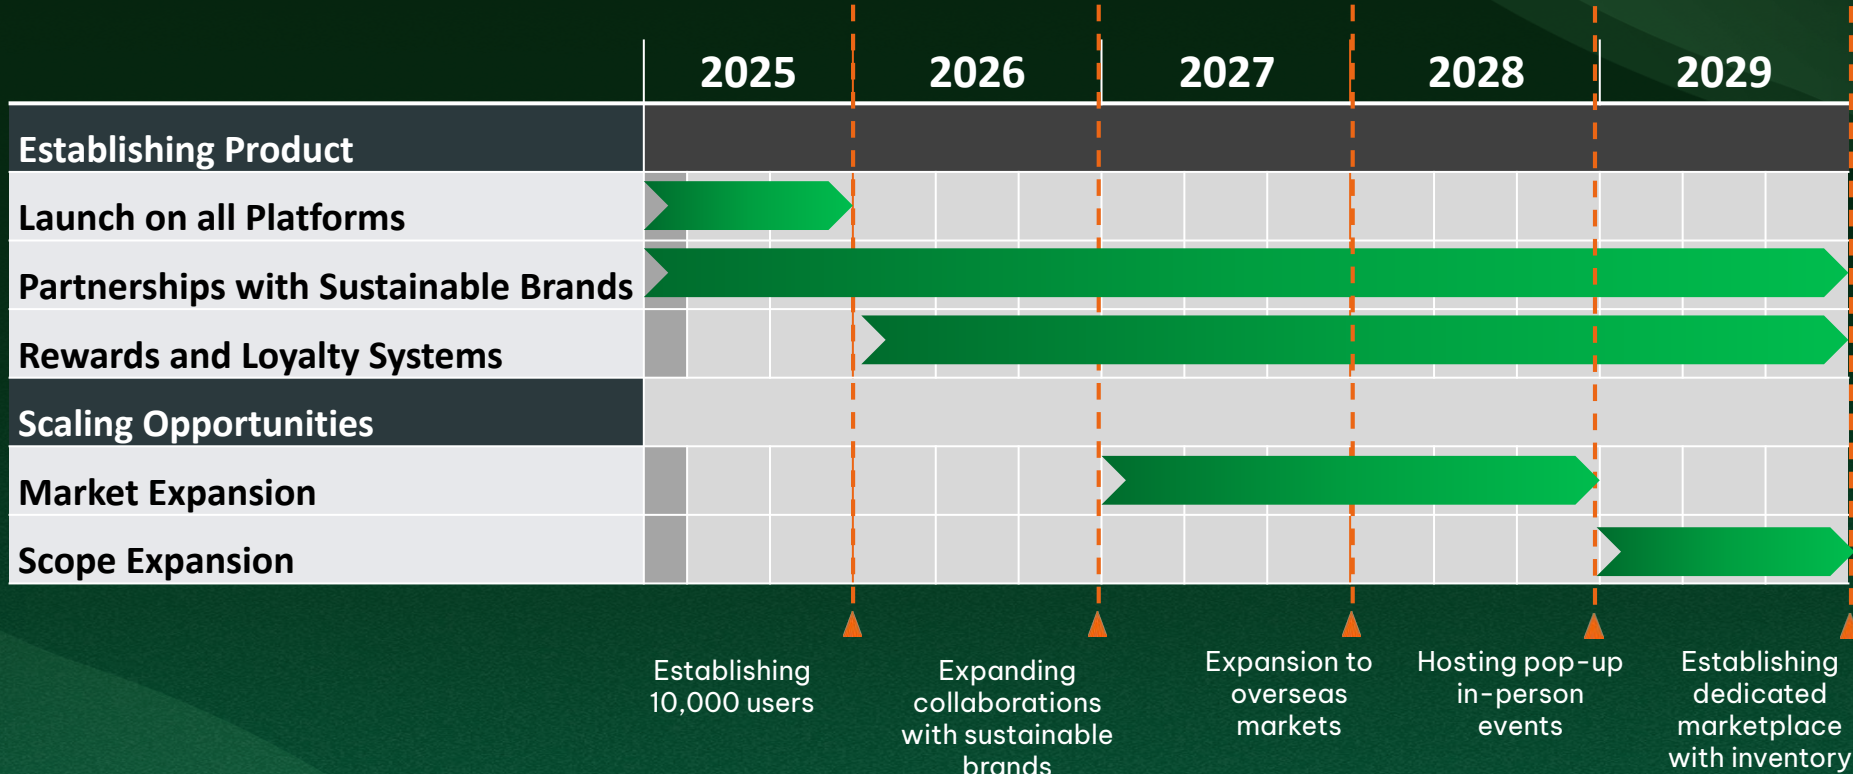 2025 2026 2027 2028 2029
Establishing Product
Launch on all Platforms
Partnerships with Sustainable Brands
Rewards and Loyalty Systems
Scaling Opportunities
Market Expansion
Scope Expansion
Establishing
10,000 users
Expanding
collaborations
with sustainable
brands
Expansion to
overseas
markets
Hosting pop-up
in-person
events
Establishing
dedicated
marketplace
with inventory